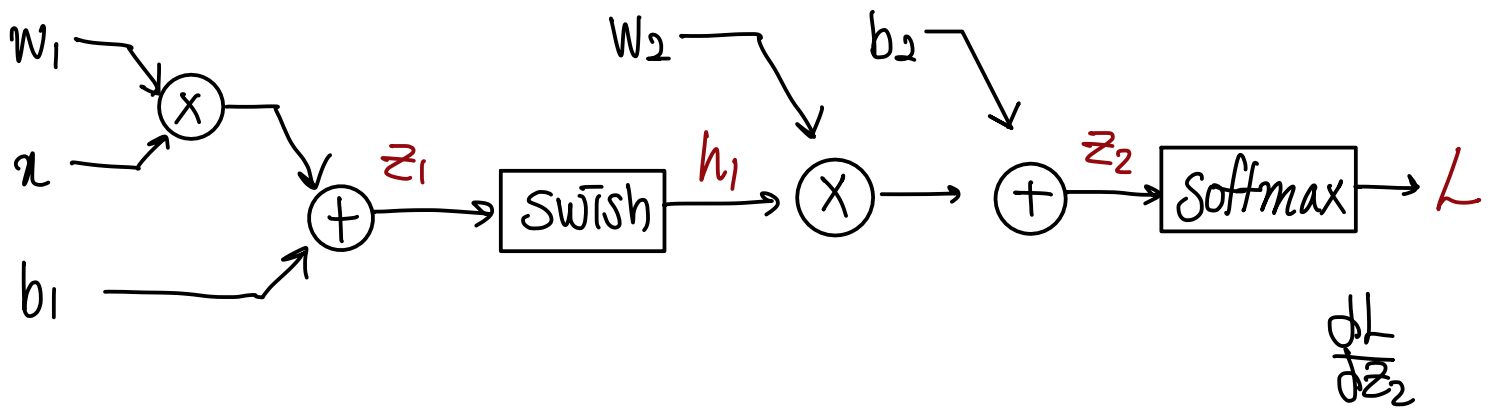 W1 W2 b2
x
x z1 h1 x z2 softmax L
+ swish +
b1
dL
dz2